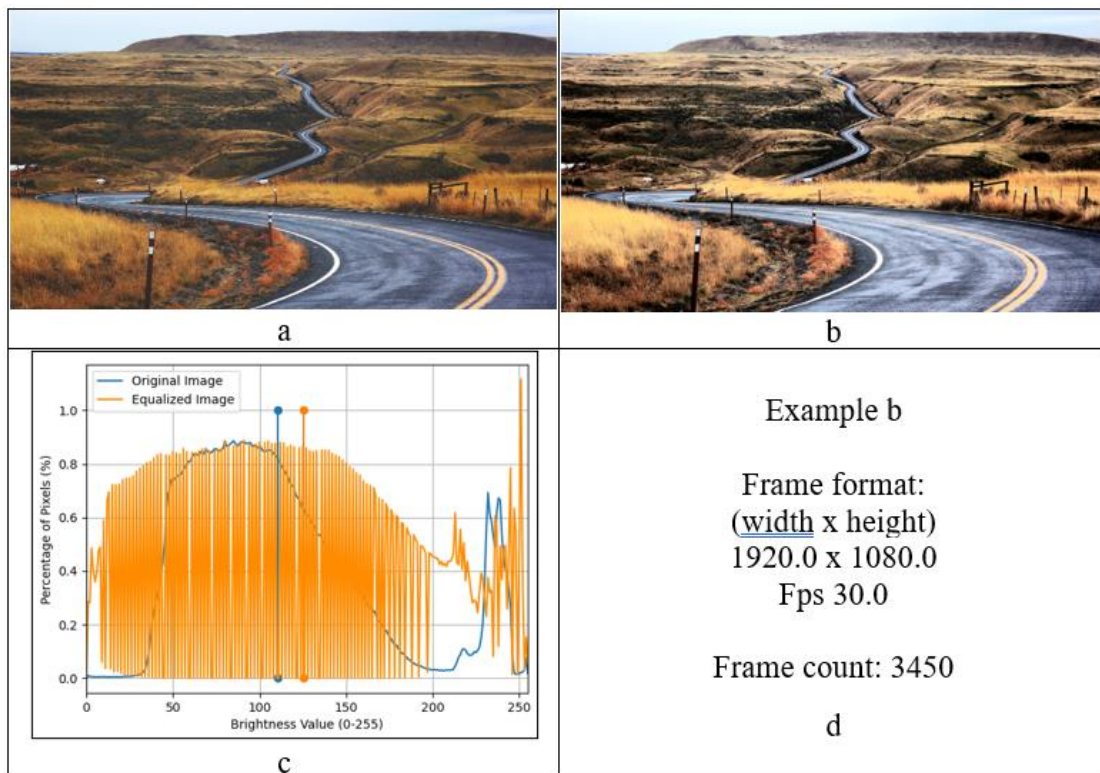 a
b
Original Image
Equalized Image
1.0
0.8
0.6
0.4
0.2
0.0
Percentage of Pixels (%)
0 50 100 150 200 250
Brightness Value (0-255)
c
Example b
Frame format:
(width x height)
1920.0 x 1080.0
Fps 30.0
Frame count: 3450
d